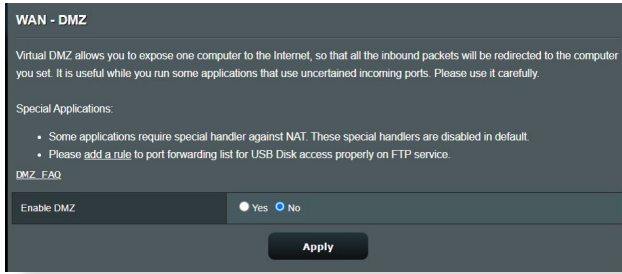 WAN - DMZ
Virtual DMZ allows you to expose one computer to the Internet, so that all the inbound packets will be redirected to the computer
you set. It is useful while you run some applications that use uncertained incoming ports. Please use it carefully.
Special Applications:
• Some applications require special handler against NAT. These special handlers are disabled in default.
• Please add a rule to port forwarding list for USB Disk access properly on FTP service.
DMZ FAQ
Enable DMZ Yes No
Apply